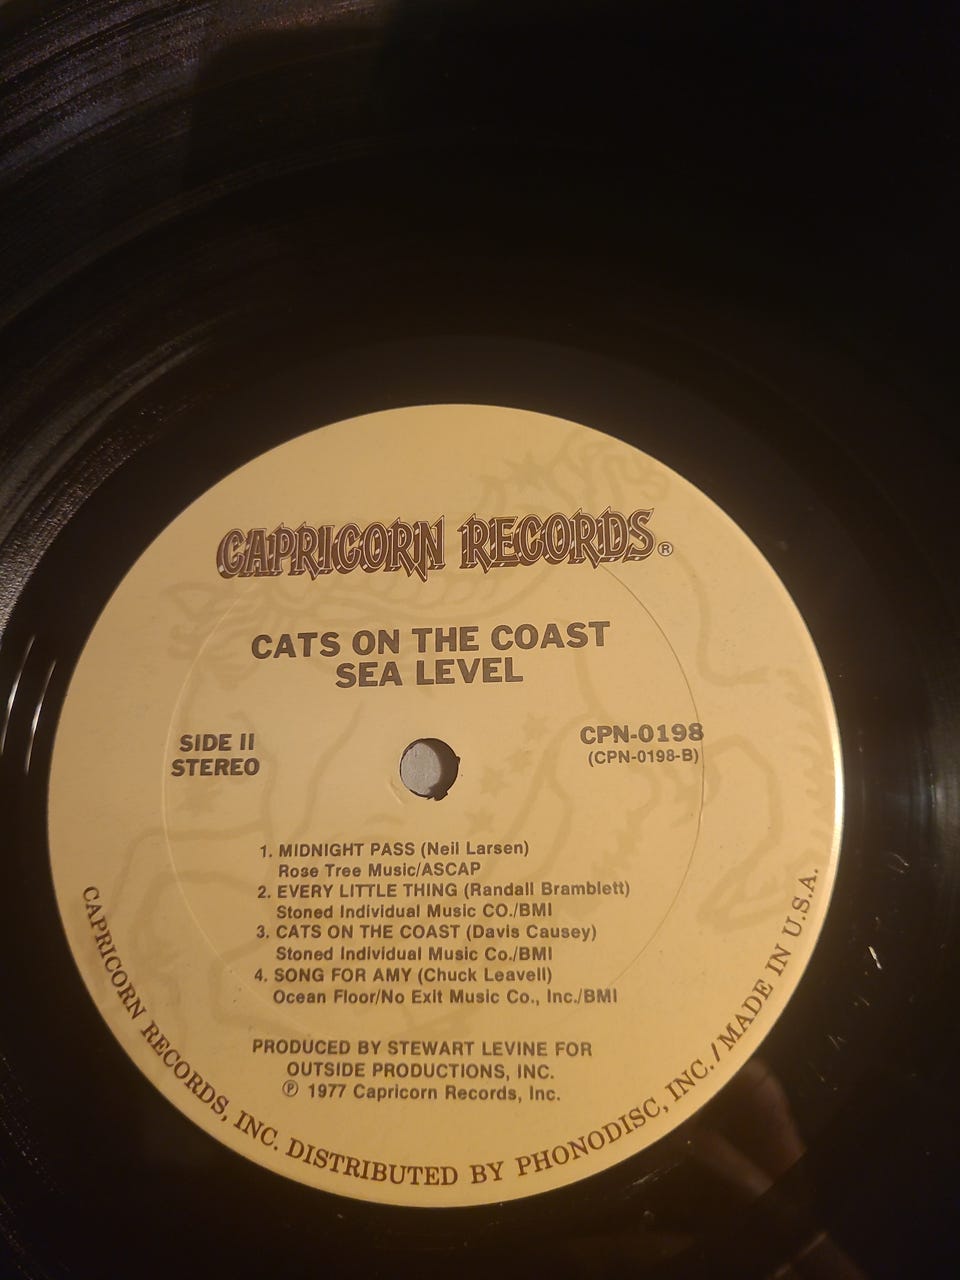 CAPRICORN RECORDS®
CATS ON THE COAST
SEA LEVEL
SIDE II
STEREO
CPN-0198
(CPN-0198-B)
1. MIDNIGHT PASS (Neil Larsen)
Rose Tree Music/ASCAP
2. EVERY LITTLE THING (Randall Bramblett)
Stoned Individual Music CO./BMI
3. CATS ON THE COAST (Davis Causey)
Stoned Individual Music Co./BMI
4. SONG FOR AMY (Chuck Leavell)
Ocean Floor/No Exit Music Co., Inc./BMI
PRODUCED BY STEWART LEVINE FOR
OUTSIDE PRODUCTIONS, INC.
℗ 1977 Capricorn Records, Inc.
CAPRICORN RECORDS, INC. DISTRIBUTED BY PHONODISC, INC. / MADE IN U.S.A.